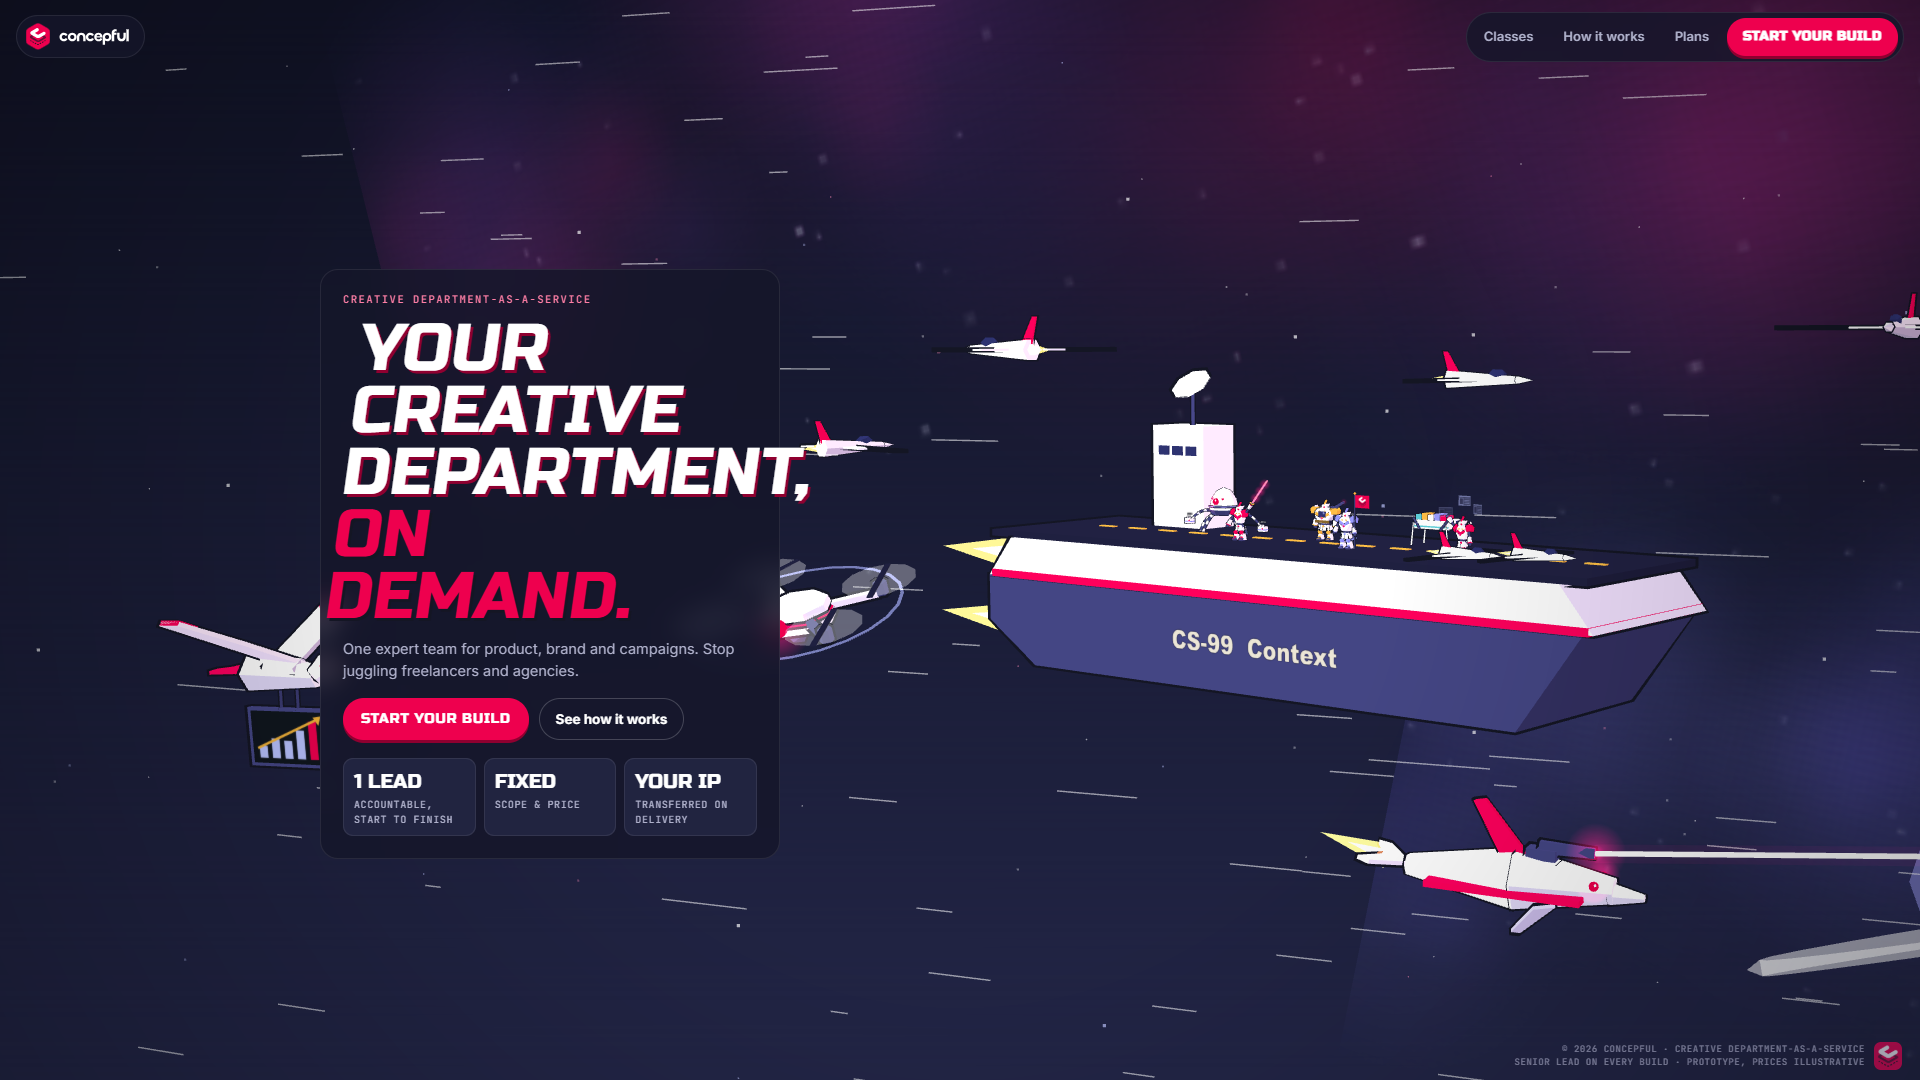 concepful
Classes
How it works
Plans
START YOUR BUILD
CREATIVE DEPARTMENT-AS-A-SERVICE
YOUR
CREATIVE
DEPARTMENT,
ON
DEMAND.
One expert team for product, brand and campaigns. Stop
juggling freelancers and agencies.
START YOUR BUILD
See how it works
1 LEAD
ACCOUNTABLE,
START TO FINISH
FIXED
SCOPE & PRICE
YOUR IP
TRANSFERRED ON
DELIVERY
CS-99 Context
© 2026 CONCEPFUL · CREATIVE DEPARTMENT-AS-A-SERVICE
SENIOR LEAD ON EVERY BUILD · PROTOTYPE, PRICES ILLUSTRATIVE